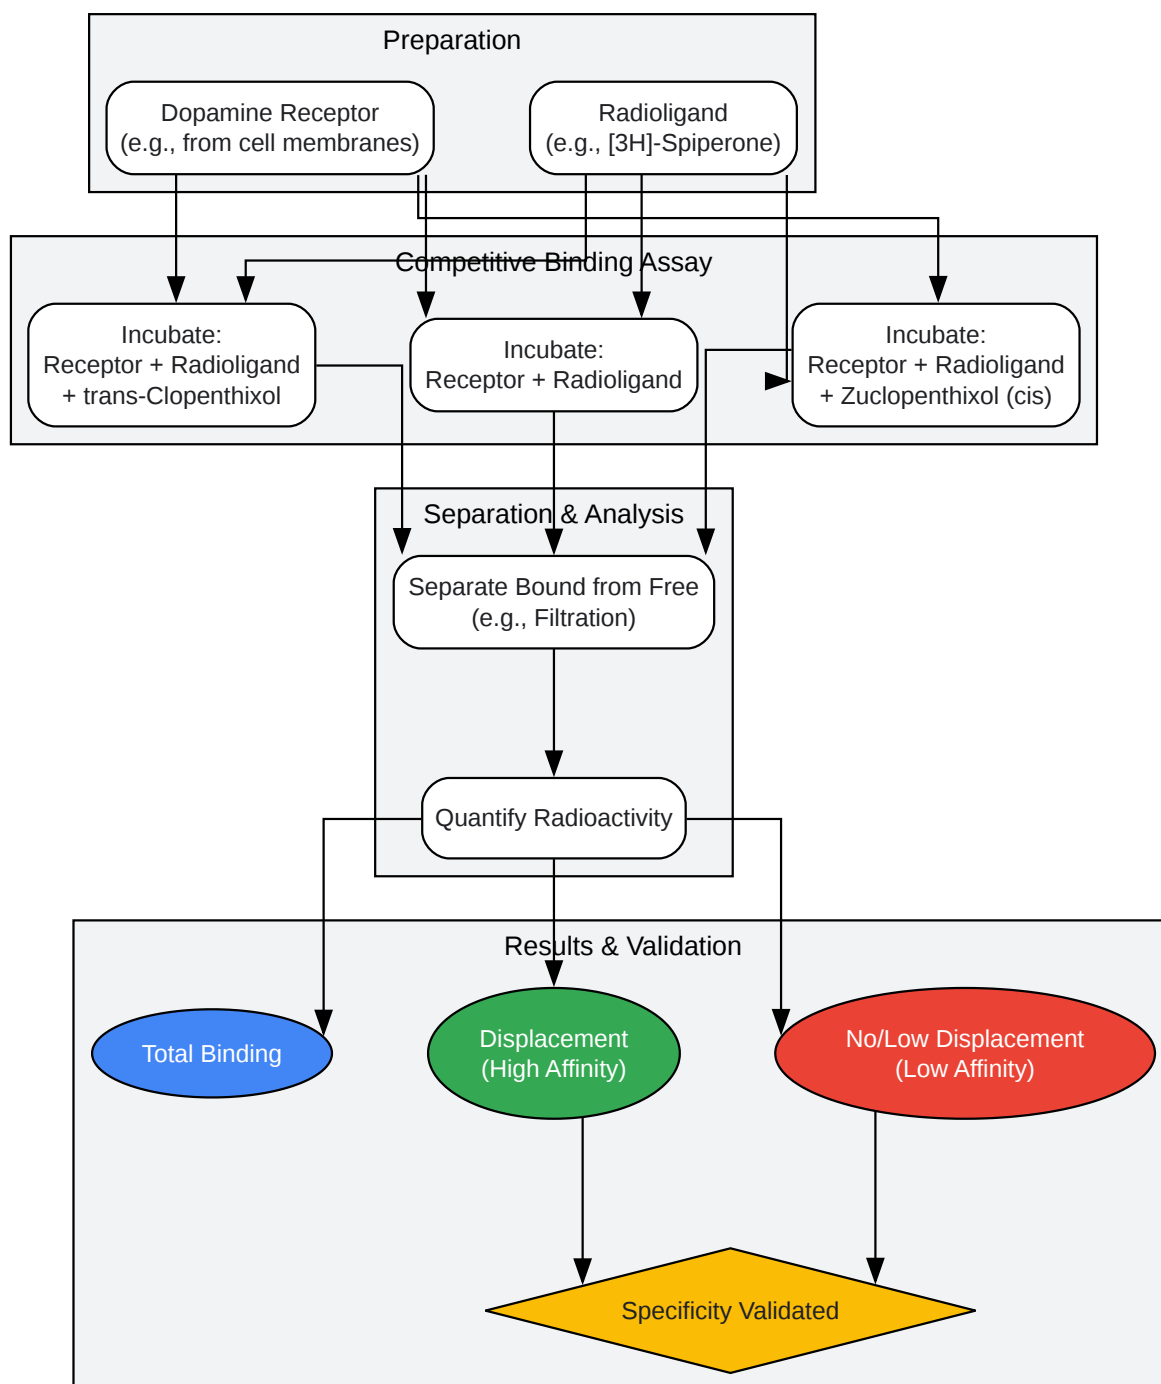 Preparation
Dopamine Receptor
(e.g., from cell membranes)
Radioligand
(e.g., [3H]-Spiperone)
Competitive Binding Assay
Incubate:
Receptor + Radioligand
+ trans-Clopenthixol
Incubate:
Receptor + Radioligand
Incubate:
Receptor + Radioligand
+ Zuclopenthixol (cis)
Separation & Analysis
Separate Bound from Free
(e.g., Filtration)
Quantify Radioactivity
Results & Validation
Total Binding
Displacement
(High Affinity)
No/Low Displacement
(Low Affinity)
Specificity Validated